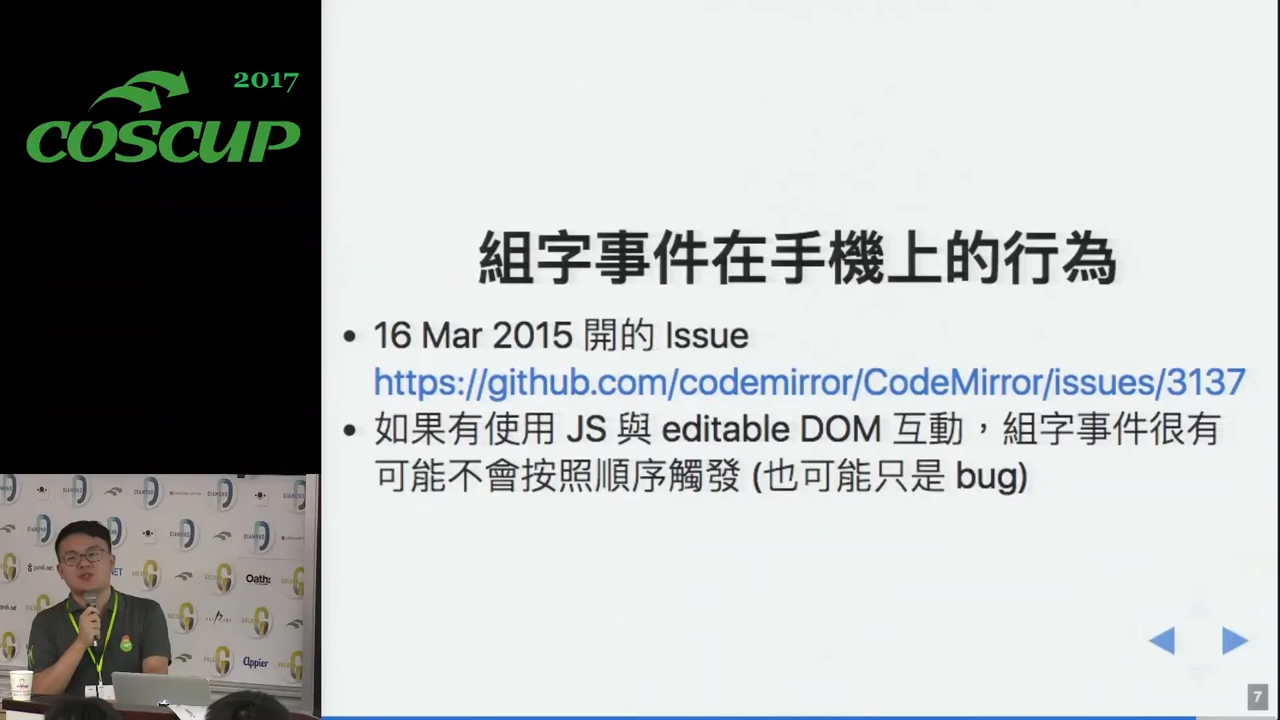 2017
COSCUP
組字事件在手機上的行為
• 16 Mar 2015 開的 Issue
https://github.com/codemirror/CodeMirror/issues/3137
• 如果有使用 JS 與 editable DOM 互動，組字事件很有
可能不會按照順序觸發 (也可能只是 bug)
Oath:
Appier
7